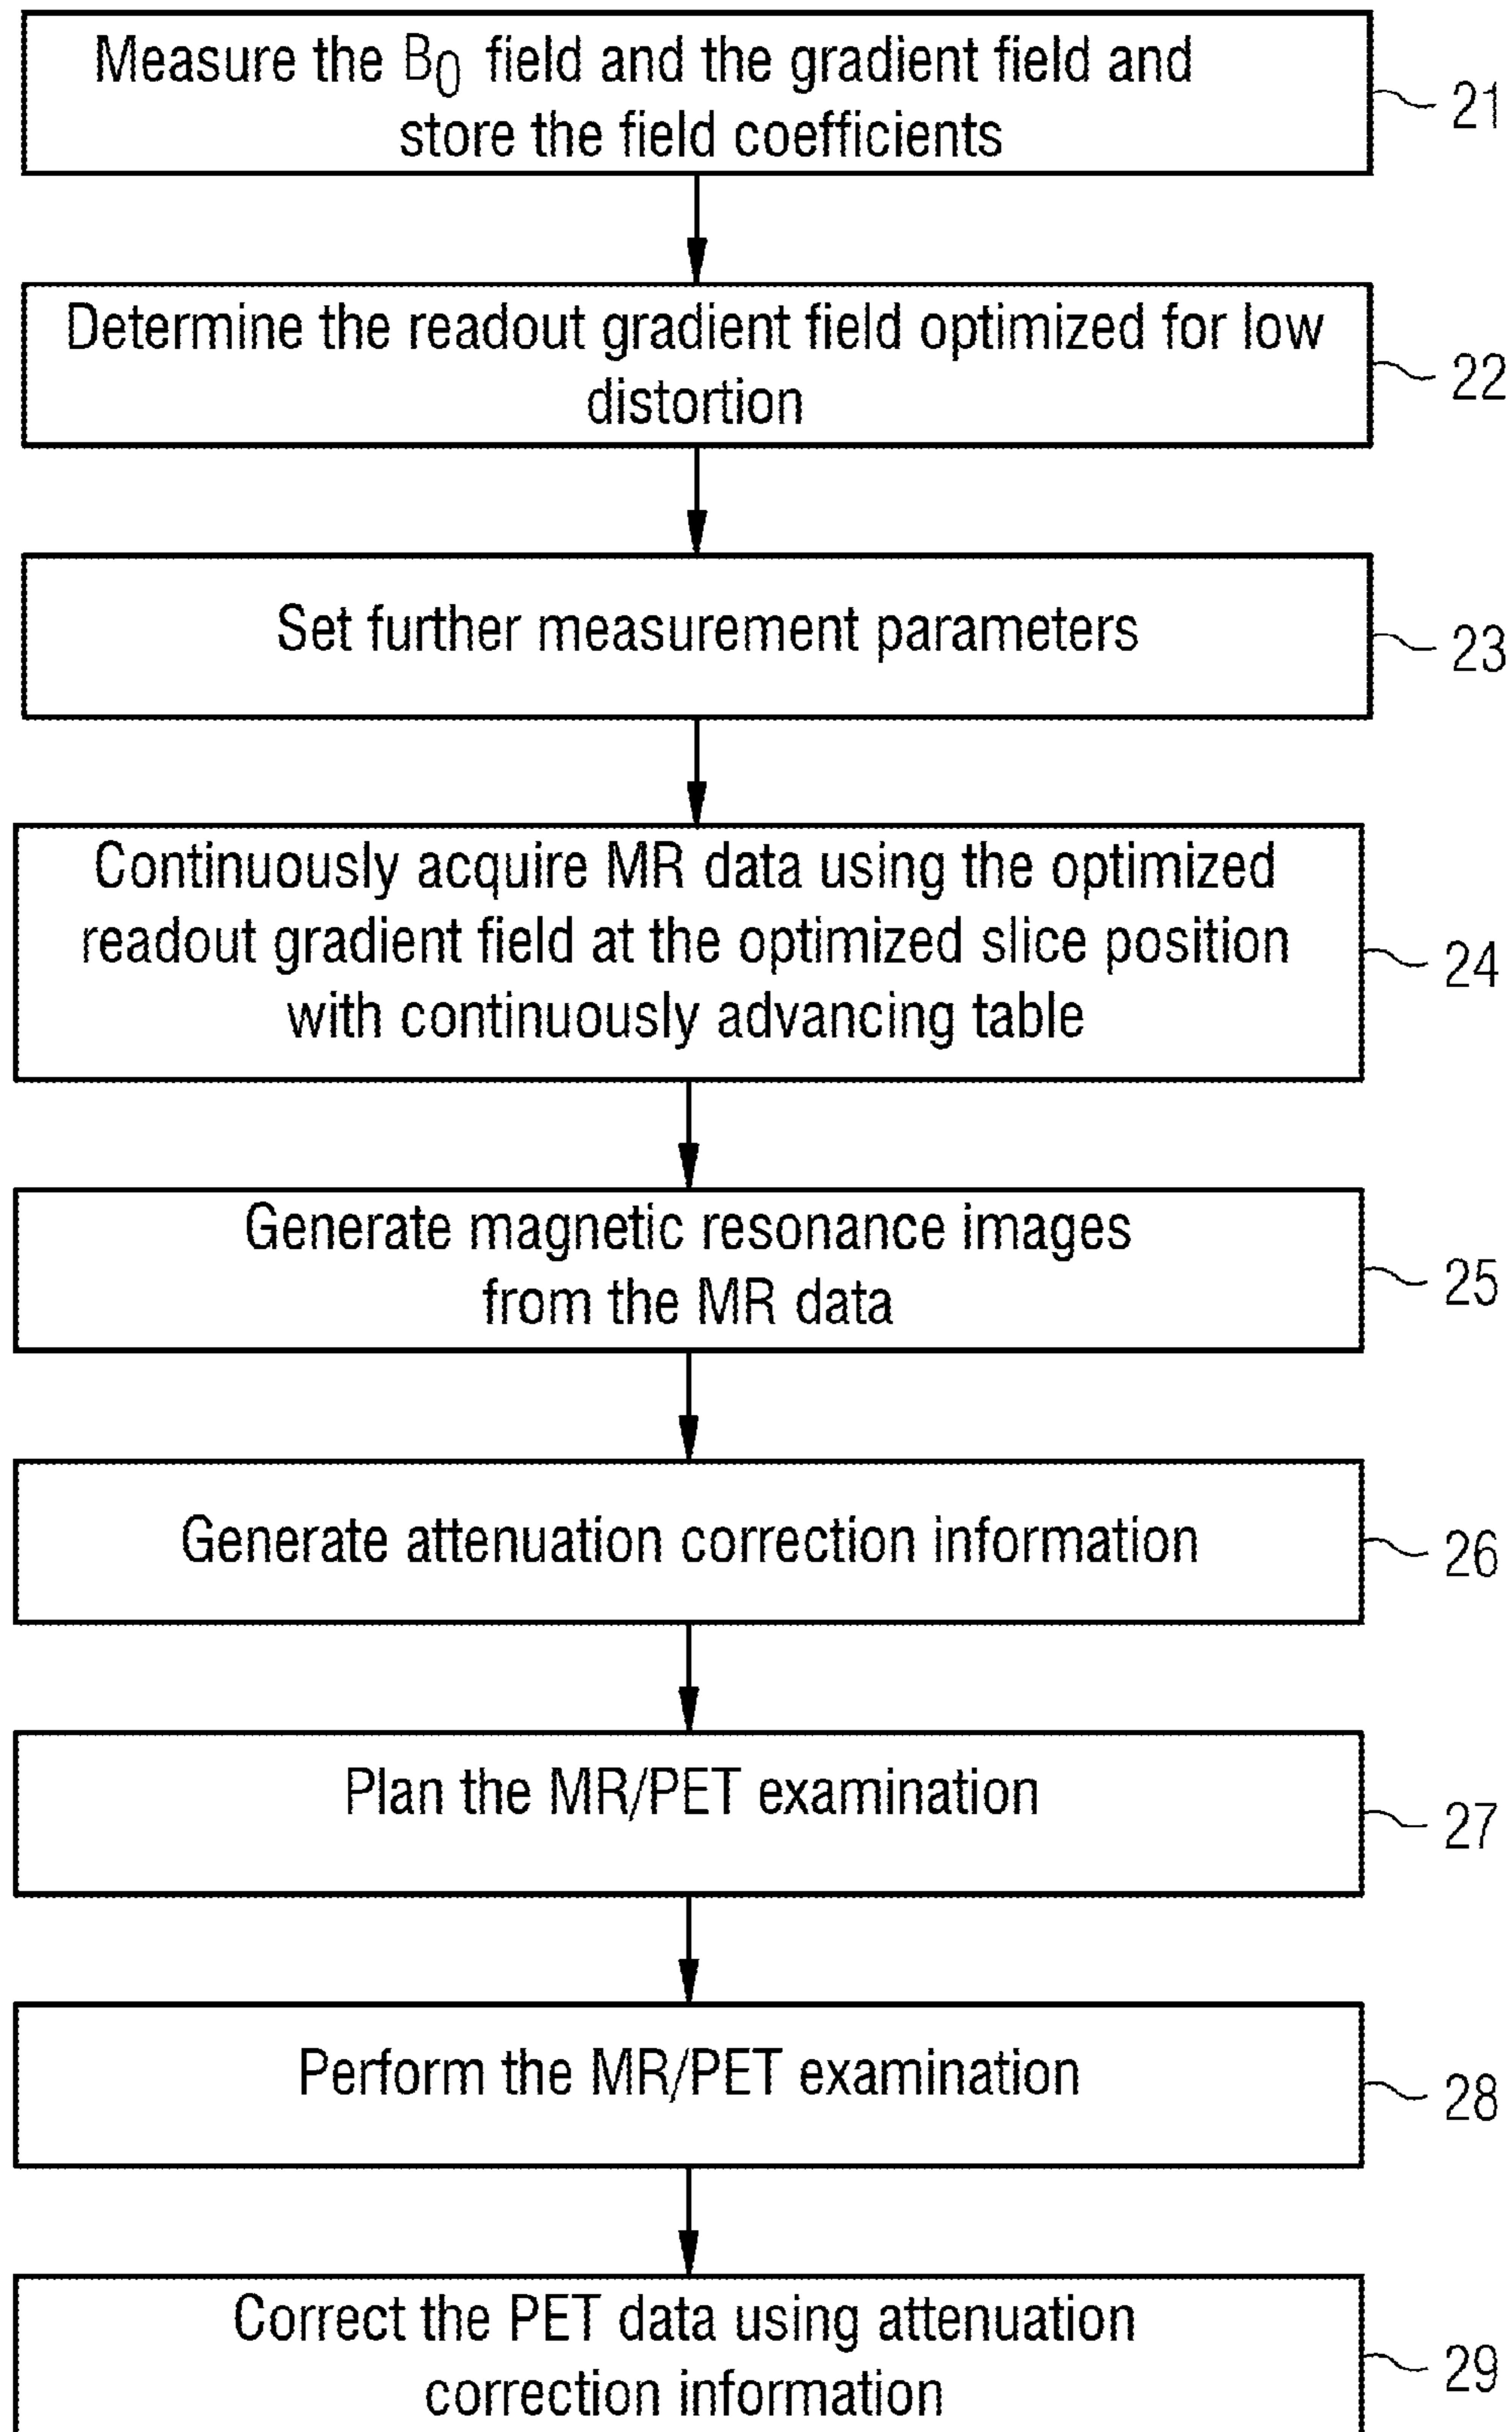 Measure the B0 field and the gradient field and
store the field coefficients
21
Determine the readout gradient field optimized for low
distortion
22
Set further measurement parameters
23
Continuously acquire MR data using the optimized
readout gradient field at the optimized slice position
with continuously advancing table
24
Generate magnetic resonance images
from the MR data
25
Generate attenuation correction information
26
Plan the MR/PET examination
27
Perform the MR/PET examination
28
Correct the PET data using attenuation
correction information
29